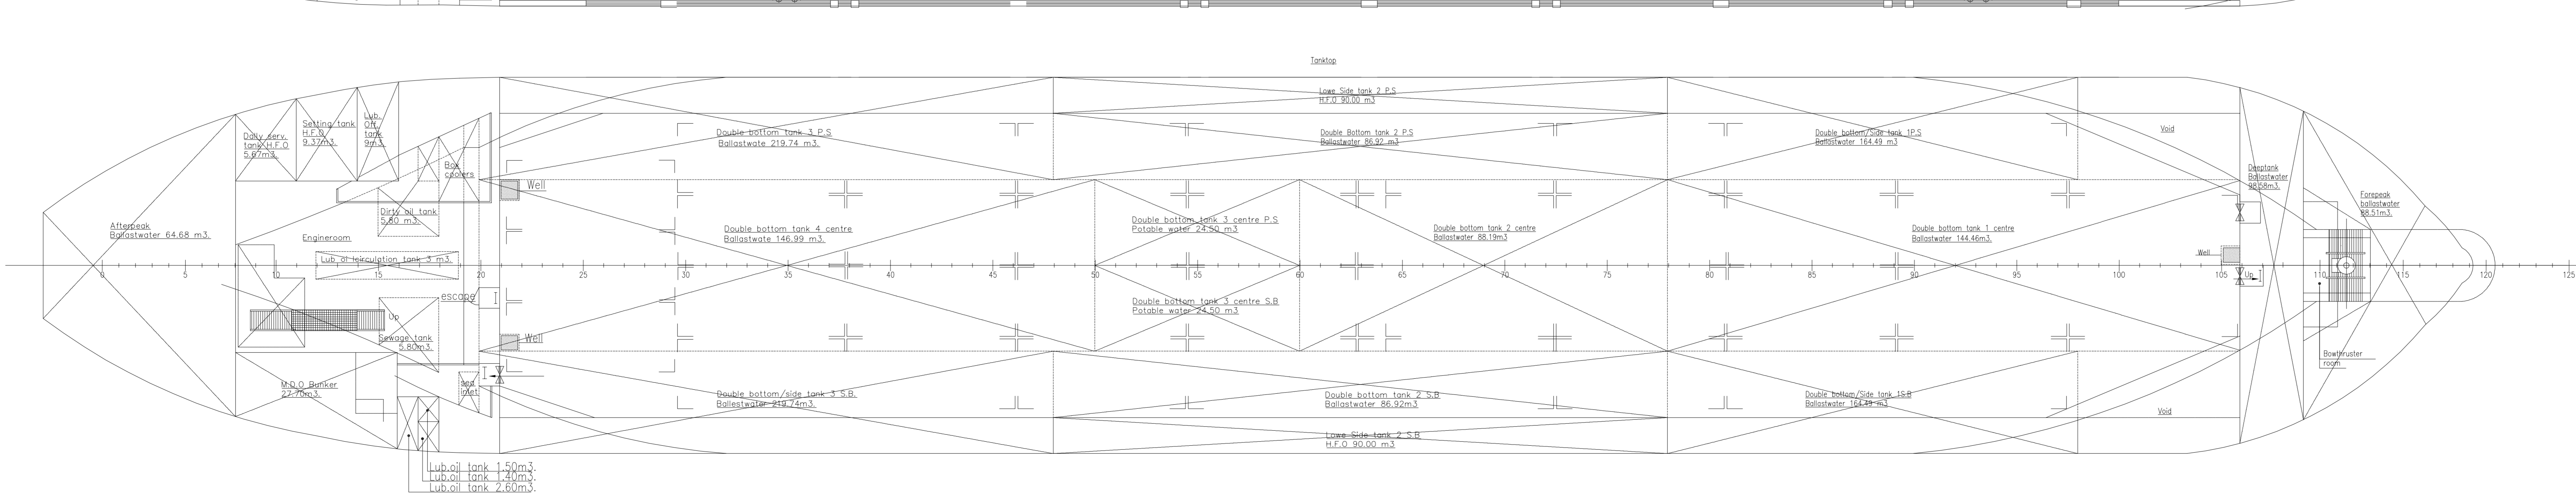 Tanktop
Daily serv.
tank H.F.O
5.67m3.
Setting tank
H.F.O
9.37m3.
Lub.
Oil.
tank
9m3.
Box
coolers
Dirty oil tank
5.80 m3.
Afterpeak
Ballastwater 64.68 m3.
Engineroom
Lub oil lcirculation tank 3 m3.
escape
Up
Sewage tank
5.80m3.
M.D.O Bunker
27.70m3.
sea
inlet
Lub.oil tank 1.50m3.
Lub.oil tank 1.40m3.
Lub.oil tank 2.60m3.
Well
Well
Double bottom tank 3 P.S
Ballastwate 219.74 m3.
Double bottom tank 4 centre
Ballastwate 146.99 m3.
Double bottom/side tank 3 S.B.
Ballestwater 219.74m3.
Lowe Side tank 2 P.S
H.F.O 90.00 m3
Double Bottom tank 2 P.S
Ballastwater 86.92 m3
Double bottom tank 3 centre P.S
Potable water 24.50 m3
Double bottom tank 3 centre S.B
Potable water 24.50 m3
Double bottom tank 2 centre
Ballastwater 88.19m3
Double bottom tank 2 S.B
Ballastwater 86.92m3
Lowe Side tank 2 S.B
H.F.O 90.00 m3
Double bottom/Side tank 1P.S
Ballastwater 164.49 m3
Double bottom tank 1 centre
Ballastwater 144.46m3.
Double bottom/Side tank 1S.B
Ballastwater 164.49 m3
Void
Void
Deeptank
Ballastwater
98.58m3.
Forepeak
ballastwater
88.51m3.
Well
Up
Bowthruster
room
0 5 10 15 20 25 30 35 40 45 50 55 60 65 70 75 80 85 90 95 100 105 110 115 120 125